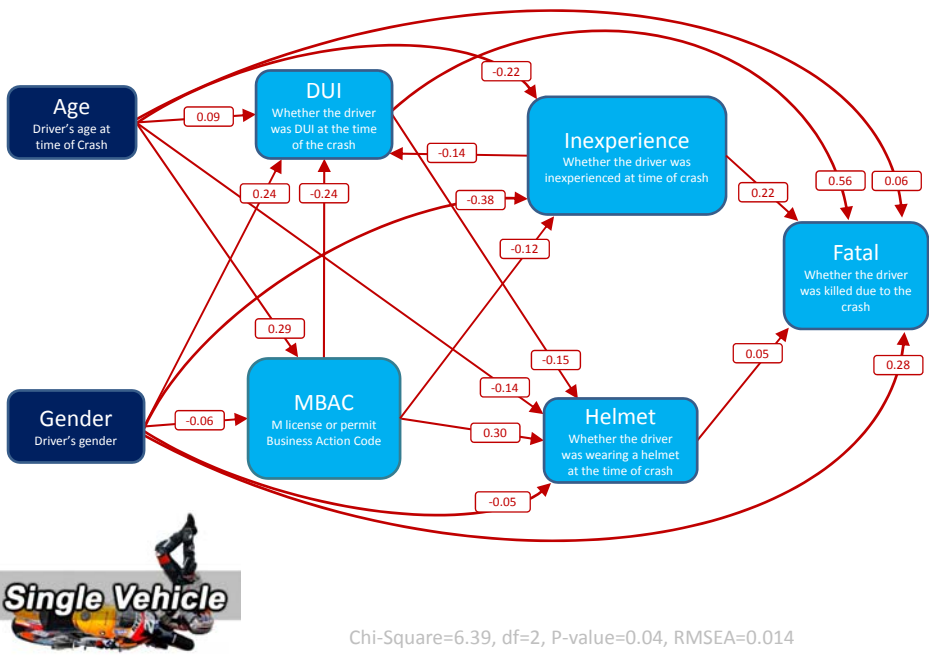 -0.22
Age
Driver's age at
time of Crash
0.09
DUI
Whether the driver
was DUI at the time
of the crash
-0.14
Inexperience
Whether the driver was
inexperienced at time of crash
0.22
0.56
0.06
0.24
-0.24
-0.38
-0.12
Fatal
Whether the driver
was killed due to the
crash
0.29
-0.15
0.05
0.28
-0.14
Gender
Driver's gender
-0.06
MBAC
M license or permit
Business Action Code
0.30
Helmet
Whether the driver
was wearing a helmet
at the time of crash
-0.05
Single Vehicle
Chi-Square=6.39, df=2, P-value=0.04, RMSEA=0.014